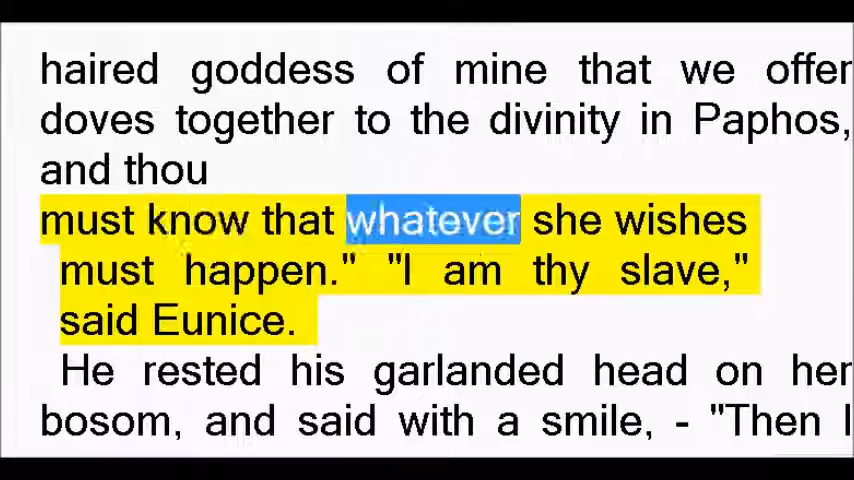 haired goddess of mine that we offer
doves together to the divinity in Paphos,
and thou
must know that whatever she wishes
must happen." "I am thy slave,"
said Eunice.
He rested his garlanded head on her
bosom, and said with a smile, - "Then I